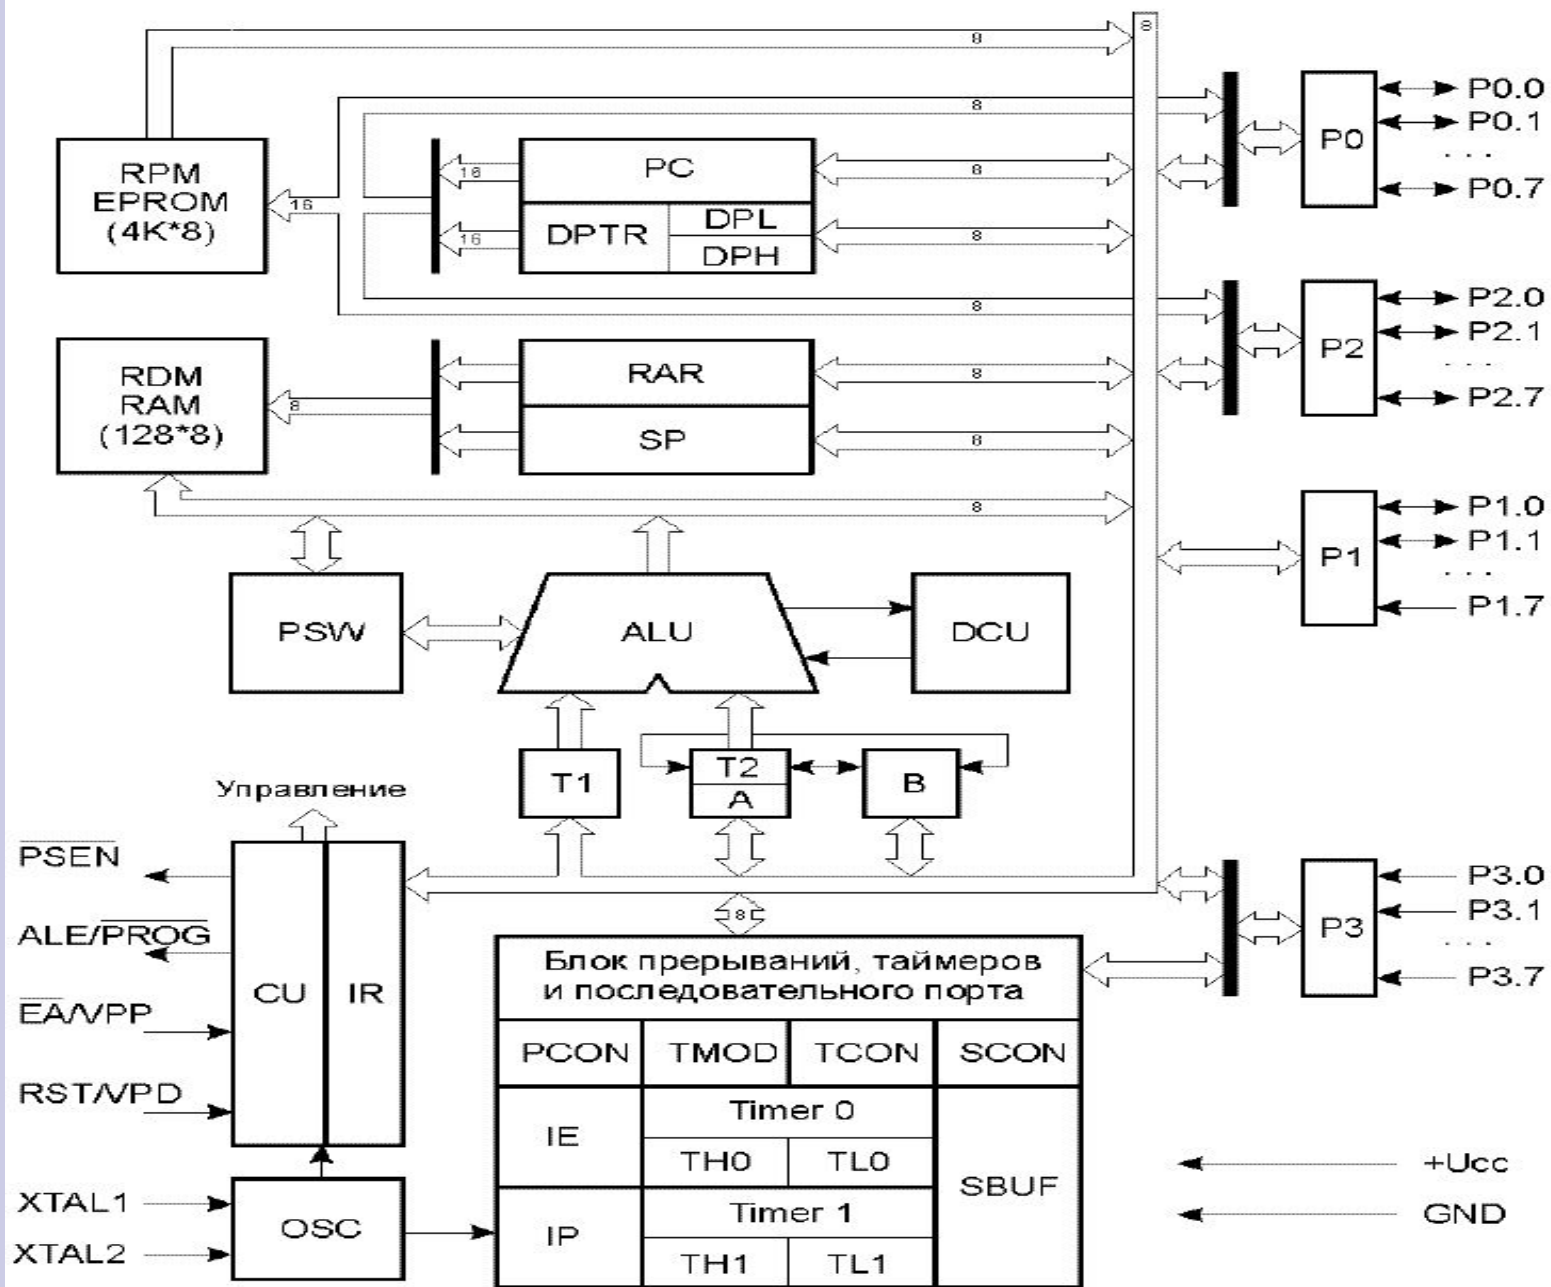 8
8
P0.0
P0.1
. . .
P0.7
P0
8
RPM
EPROM
(4K*8)
16
16
16
PC
DPTR
DPL
DPH
8
8
8
P2
P2.0
P2.1
. . .
P2.7
RDM
RAM
(128*8)
8
RAR
SP
8
8
8
P1
P1.0
P1.1
. . .
P1.7
PSW
ALU
DCU
T1
T2
A
B
Управление
PSEN
ALE/PROG
EA/VPP
RST/VPD
CU
IR
XTAL1
XTAL2
OSC
8
Блок прерываний, таймеров
и последовательного порта
PCON
TMOD
TCON
SCON
IE
Timer 0
TH0
TL0
SBUF
IP
Timer 1
TH1
TL1
P3
P3.0
P3.1
. . .
P3.7
+Ucc
GND